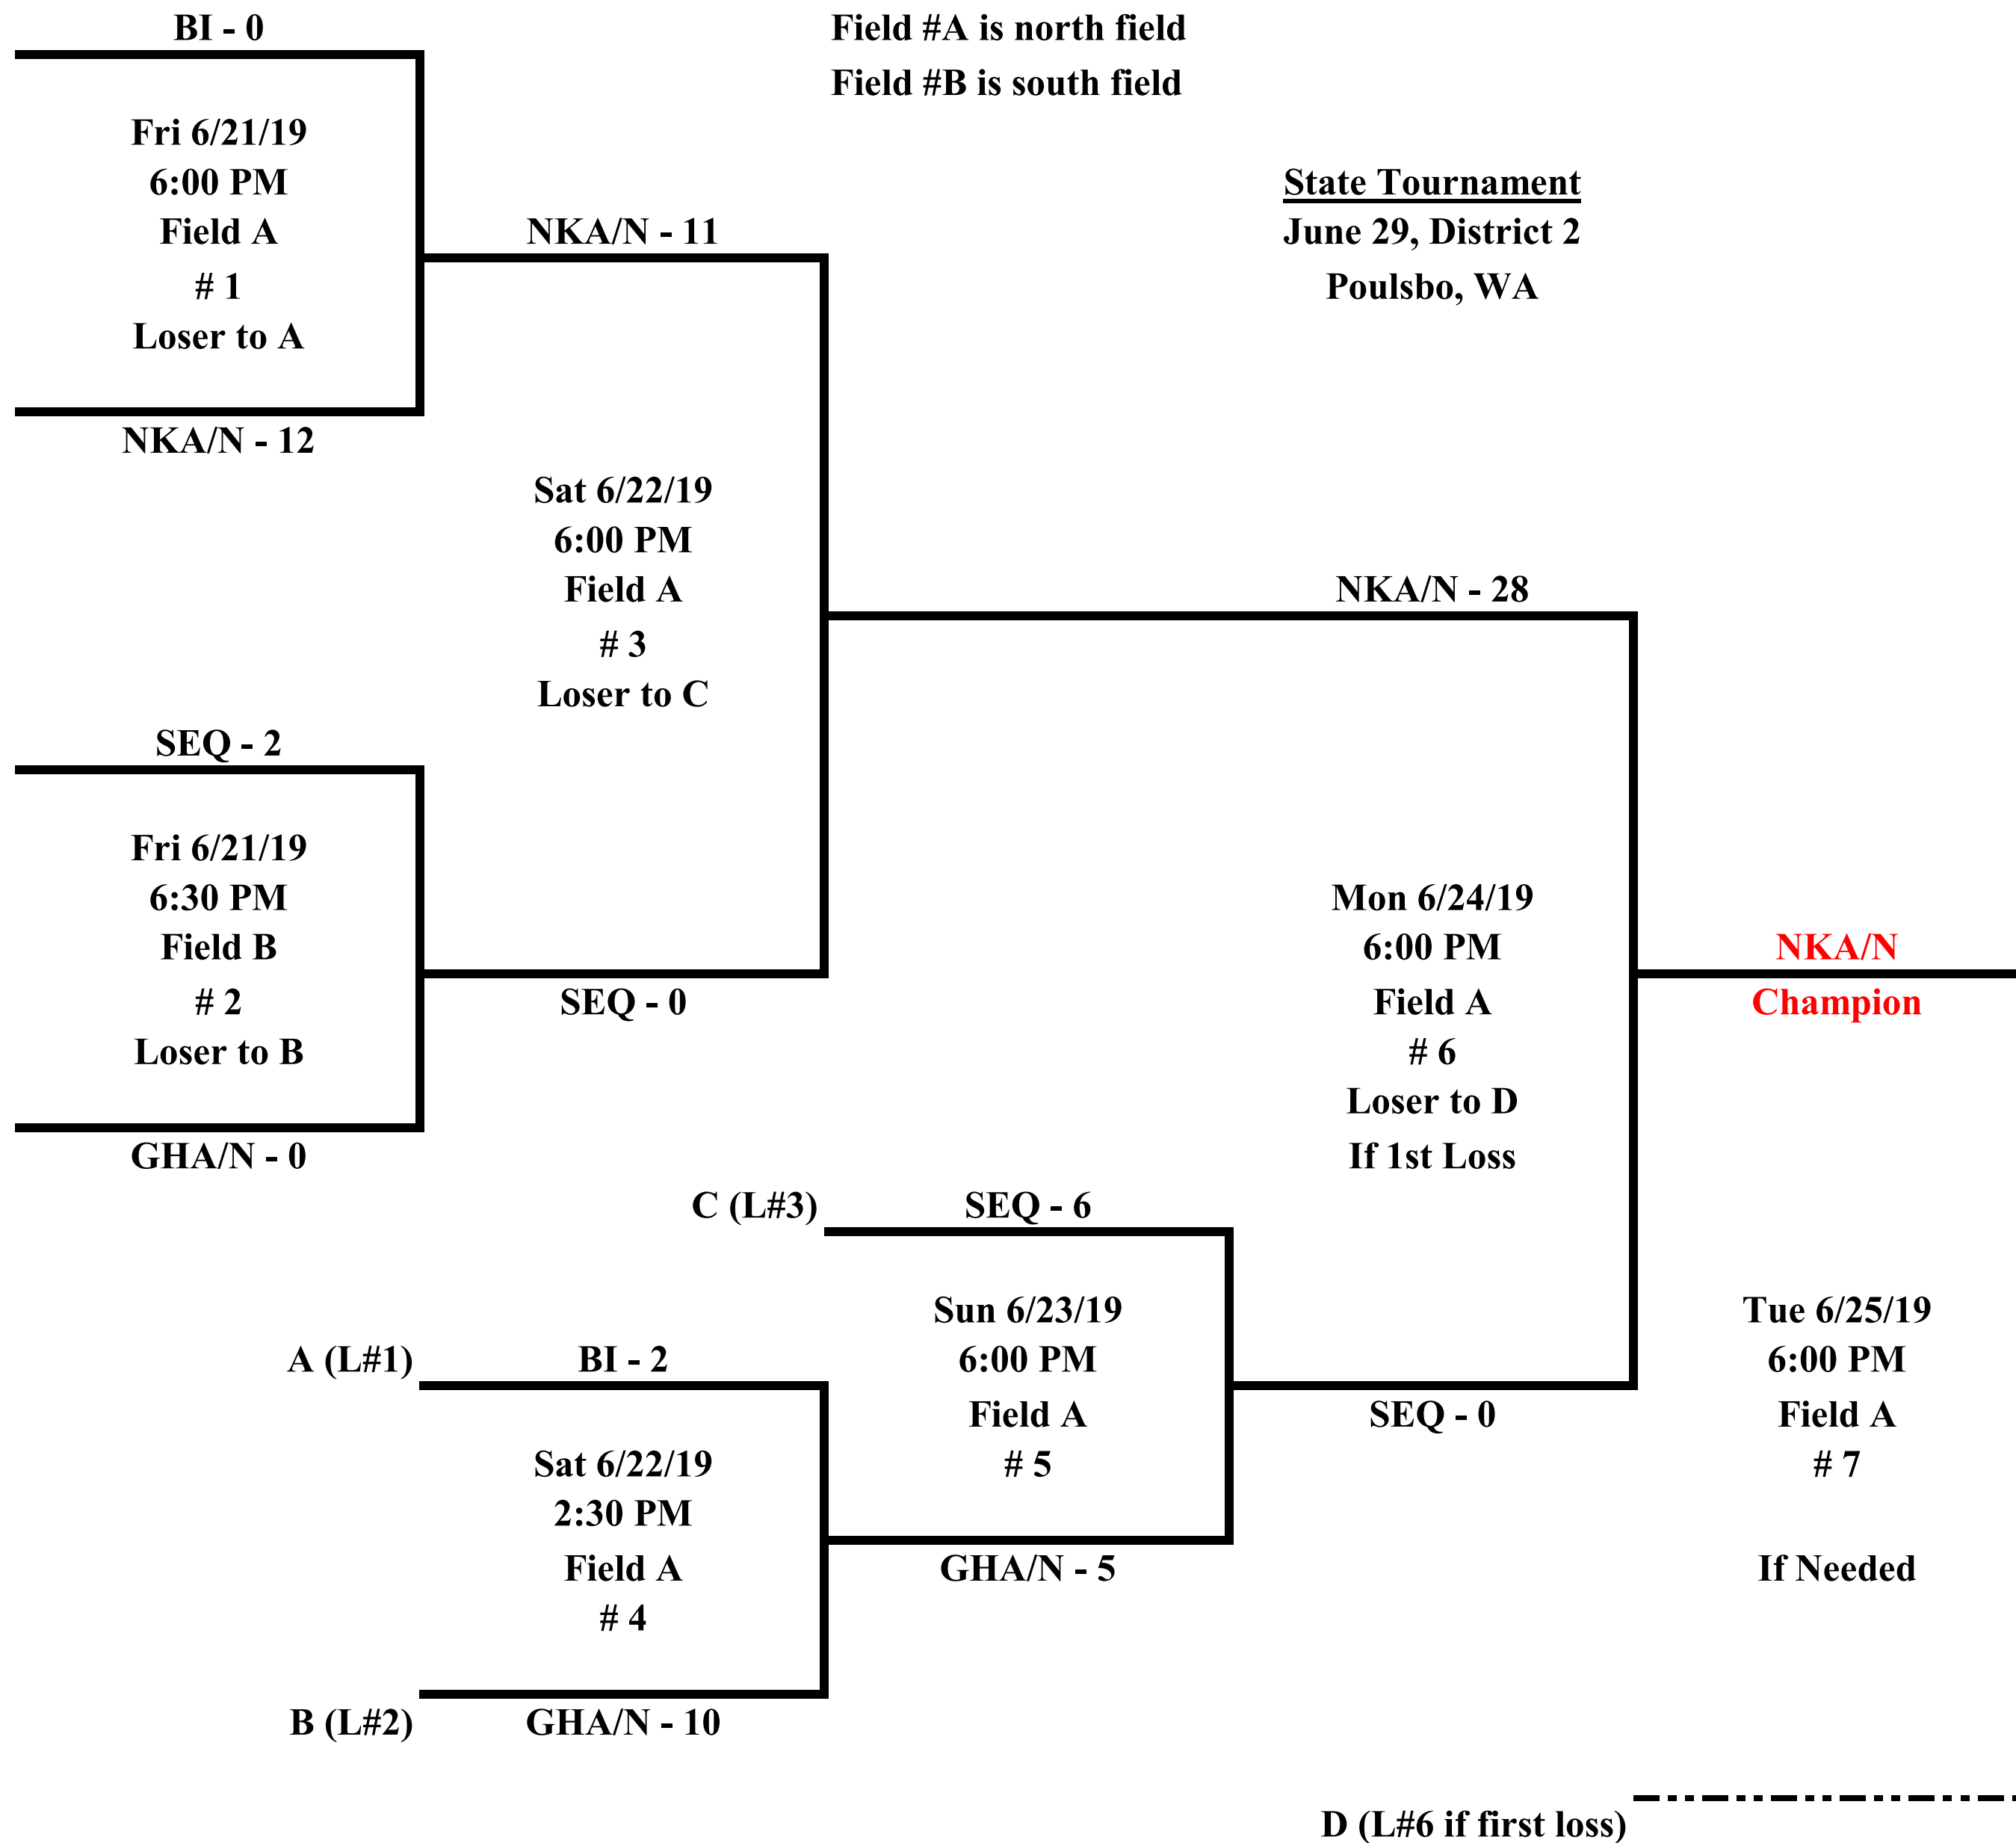 BI - 0
Field #A is north field
Field #B is south field
Fri 6/21/19
6:00 PM
Field A
# 1
Loser to A
State Tournament
June 29, District 2
Poulsbo, WA
NKA/N - 11
NKA/N - 12
Sat 6/22/19
6:00 PM
Field A
# 3
Loser to C
NKA/N - 28
SEQ - 2
Fri 6/21/19
6:30 PM
Field B
# 2
Loser to B
SEQ - 0
GHA/N - 0
Mon 6/24/19
6:00 PM
Field A
# 6
Loser to D
If 1st Loss
NKA/N
Champion
C (L#3)
SEQ - 6
Sun 6/23/19
6:00 PM
Field A
# 5
A (L#1)
BI - 2
SEQ - 0
Tue 6/25/19
6:00 PM
Field A
# 7
If Needed
Sat 6/22/19
2:30 PM
Field A
# 4
GHA/N - 5
B (L#2)
GHA/N - 10
D (L#6 if first loss)